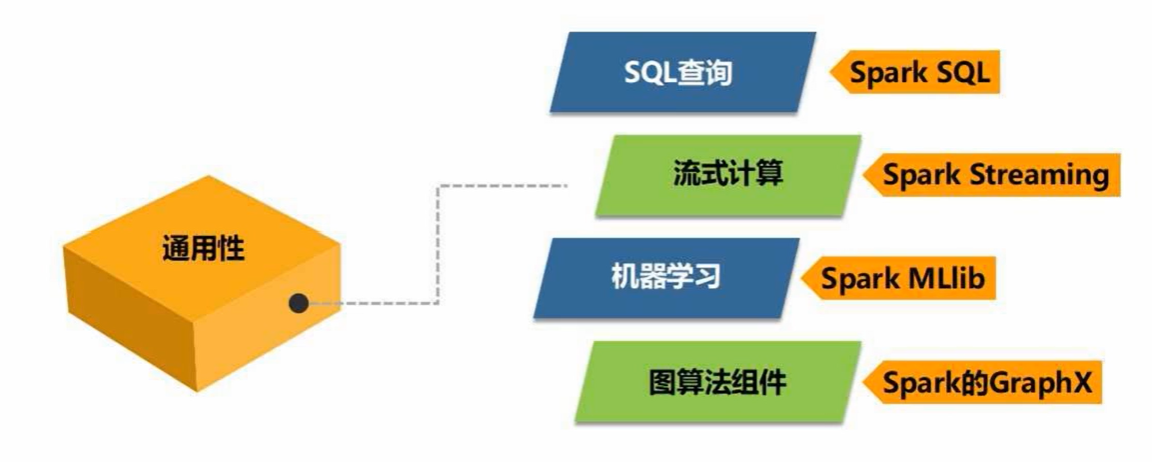 SQL查询
Spark SQL
流式计算
Spark Streaming
通用性
机器学习
Spark MLlib
图算法组件
Spark的GraphX